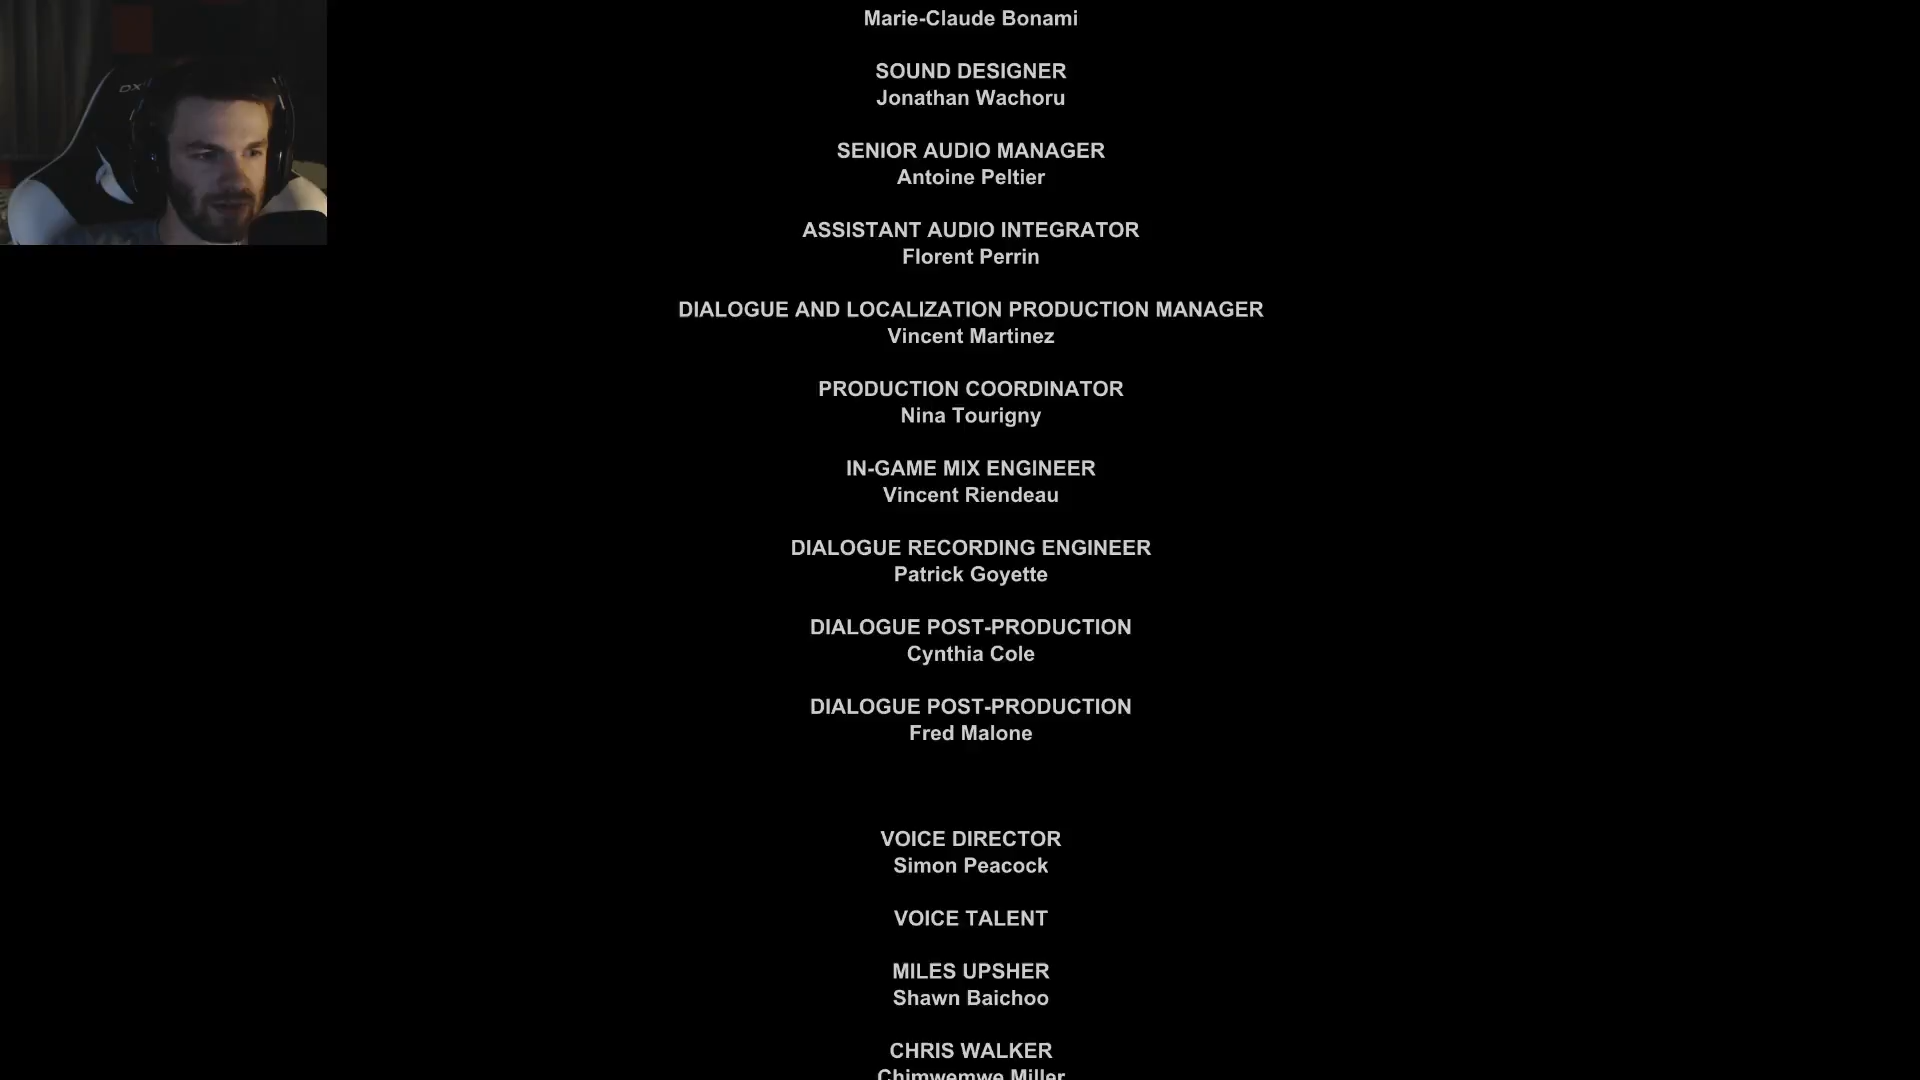 Marie-Claude Bonami
SOUND DESIGNER
Jonathan Wachoru
SENIOR AUDIO MANAGER
Antoine Peltier
ASSISTANT AUDIO INTEGRATOR
Florent Perrin
DIALOGUE AND LOCALIZATION PRODUCTION MANAGER
Vincent Martinez
PRODUCTION COORDINATOR
Nina Tourigny
IN-GAME MIX ENGINEER
Vincent Riendeau
DIALOGUE RECORDING ENGINEER
Patrick Goyette
DIALOGUE POST-PRODUCTION
Cynthia Cole
DIALOGUE POST-PRODUCTION
Fred Malone
VOICE DIRECTOR
Simon Peacock
VOICE TALENT
MILES UPSHER
Shawn Baichoo
CHRIS WALKER
Chimwemwe Miller